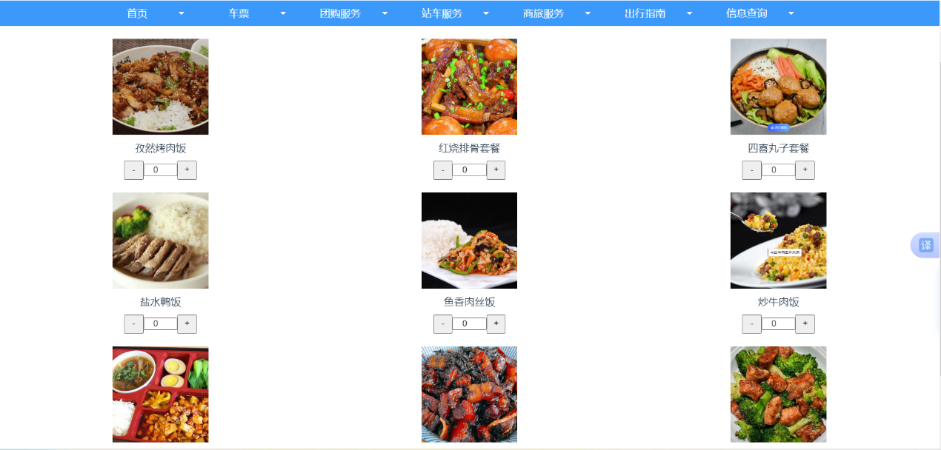 首页 车票 团购服务 站车服务 商旅服务 出行指南 信息查询
孜然烤肉饭 红烧排骨套餐 四喜丸子套餐
- 0 + - 0 + - 0 +
译
盐水鸭饭 鱼香肉丝饭 炒牛肉饭
- 0 + - 0 + - 0 +